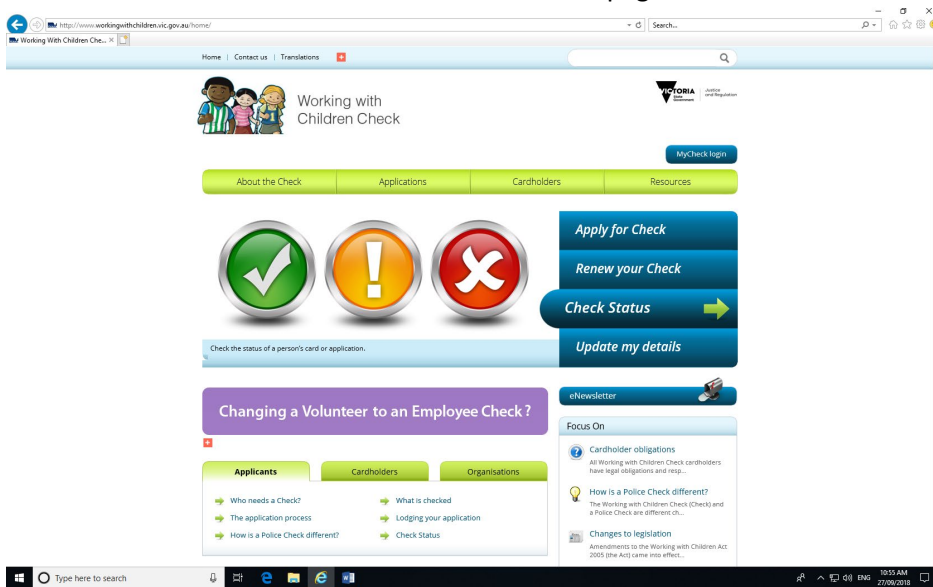 http://www.workingwithchildren.vic.gov.au/home/
Search...
Working With Children Che...
Home | Contact us | Translations
Working with
Children Check
VICTORIA
State
Government
Justice
and Regulation
MyCheck login
About the Check
Applications
Cardholders
Resources
Apply for Check
Renew your Check
Check Status
Update my details
Check the status of a person's card or application.
Changing a Volunteer to an Employee Check?
eNewsletter
Focus On
Cardholder obligations
All Working with Children Check cardholders
have legal obligations and resp...
How is a Police Check different?
The Working with Children Check (Check) and
a Police Check are different ch...
Changes to legislation
Amendments to the Working with Children Act
2005 (the Act) came into effect...
Applicants
Cardholders
Organisations
Who needs a Check?
What is checked
The application process
Lodging your application
How is a Police Check different?
Check Status
Type here to search
ENG
10:55 AM
27/09/2018